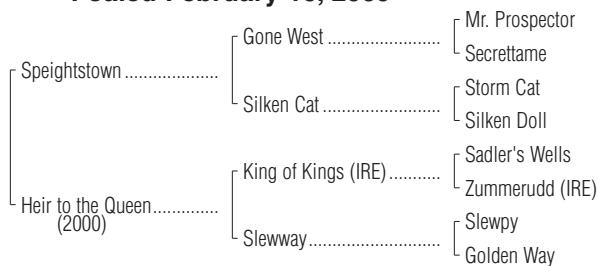 Foaled February
Mr. Prospector
Gone West ........................
Secrettame
Speightstown ....................
Storm Cat
Silken Cat .........................
Silken Doll
Sadler's Wells
King of Kings (IRE)...........
Zummerudd (IRE)
Heir to the Queen..............
(2000)
Slewpy
Slewway............................
Golden Way